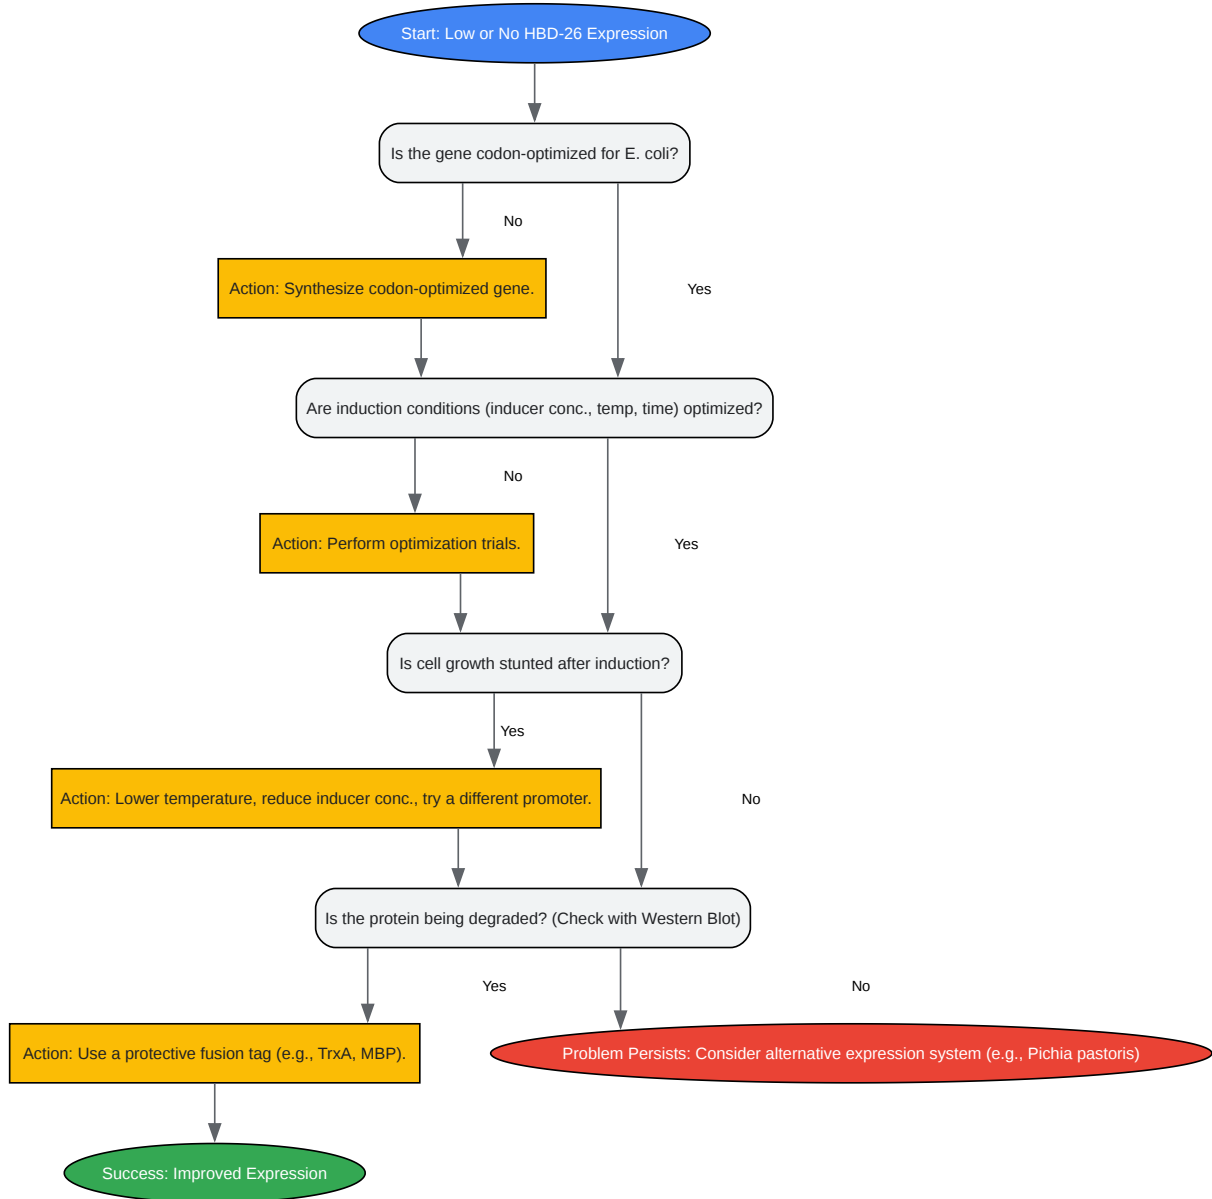 Start: Low or No HBD-26 Expression
Is the gene codon-optimized for E. coli?
No
Action: Synthesize codon-optimized gene.
Yes
Are induction conditions (inducer conc., temp, time) optimized?
No
Action: Perform optimization trials.
Yes
Is cell growth stunted after induction?
Yes
Action: Lower temperature, reduce inducer conc., try a different promoter.
No
Is the protein being degraded? (Check with Western Blot)
Yes
No
Action: Use a protective fusion tag (e.g., TrxA, MBP).
Problem Persists: Consider alternative expression system (e.g., Pichia pastoris)
Success: Improved Expression